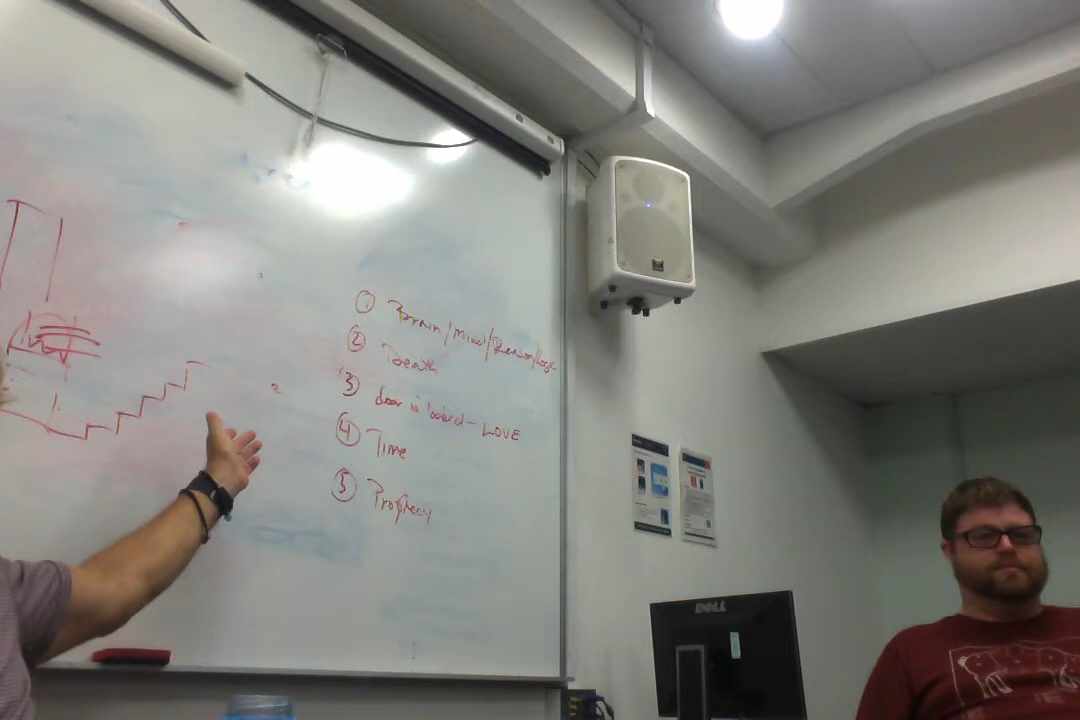 ① Brain/Mind/Reason/Logic
② Death
③ door is locked - LOVE
④ Time
⑤ Prophecy
DELL